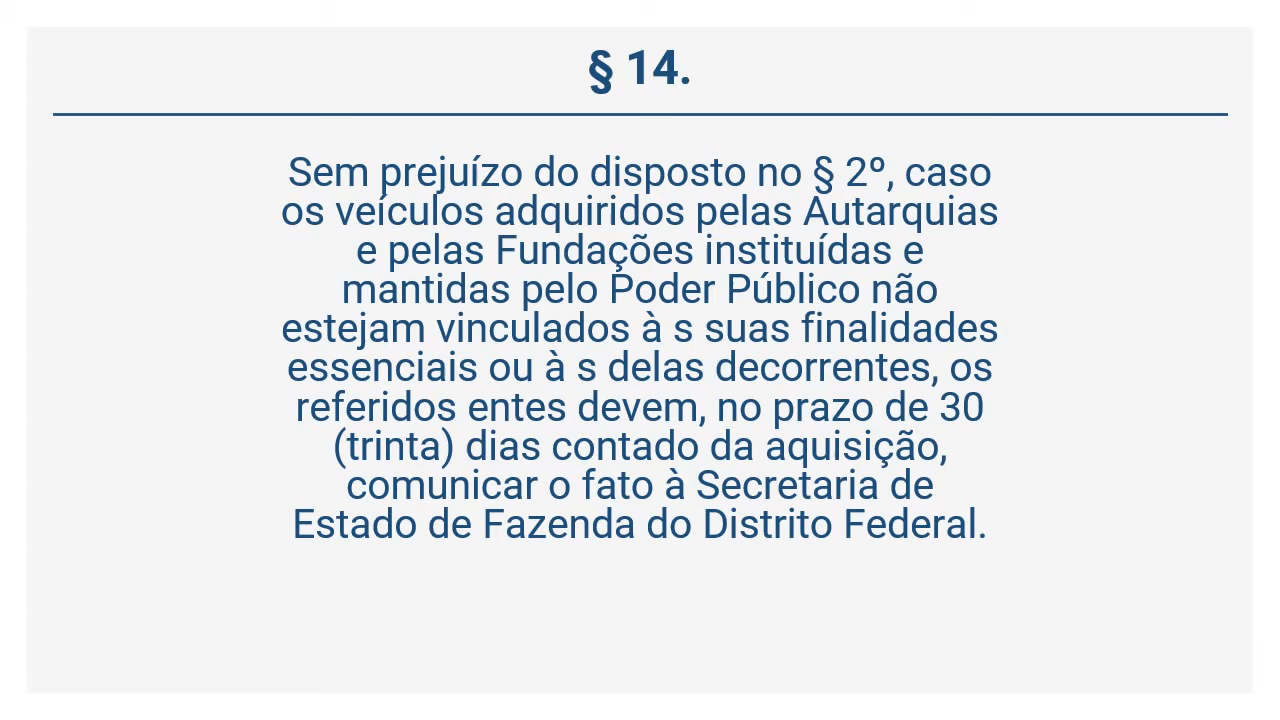 § 14.
Sem prejuízo do disposto no § 2º, caso
os veículos adquiridos pelas Autarquias
e pelas Fundações instituídas e
mantidas pelo Poder Público não
estejam vinculados à s suas finalidades
essenciais ou à s delas decorrentes, os
referidos entes devem, no prazo de 30
(trinta) dias contado da aquisição,
comunicar o fato à Secretaria de
Estado de Fazenda do Distrito Federal.